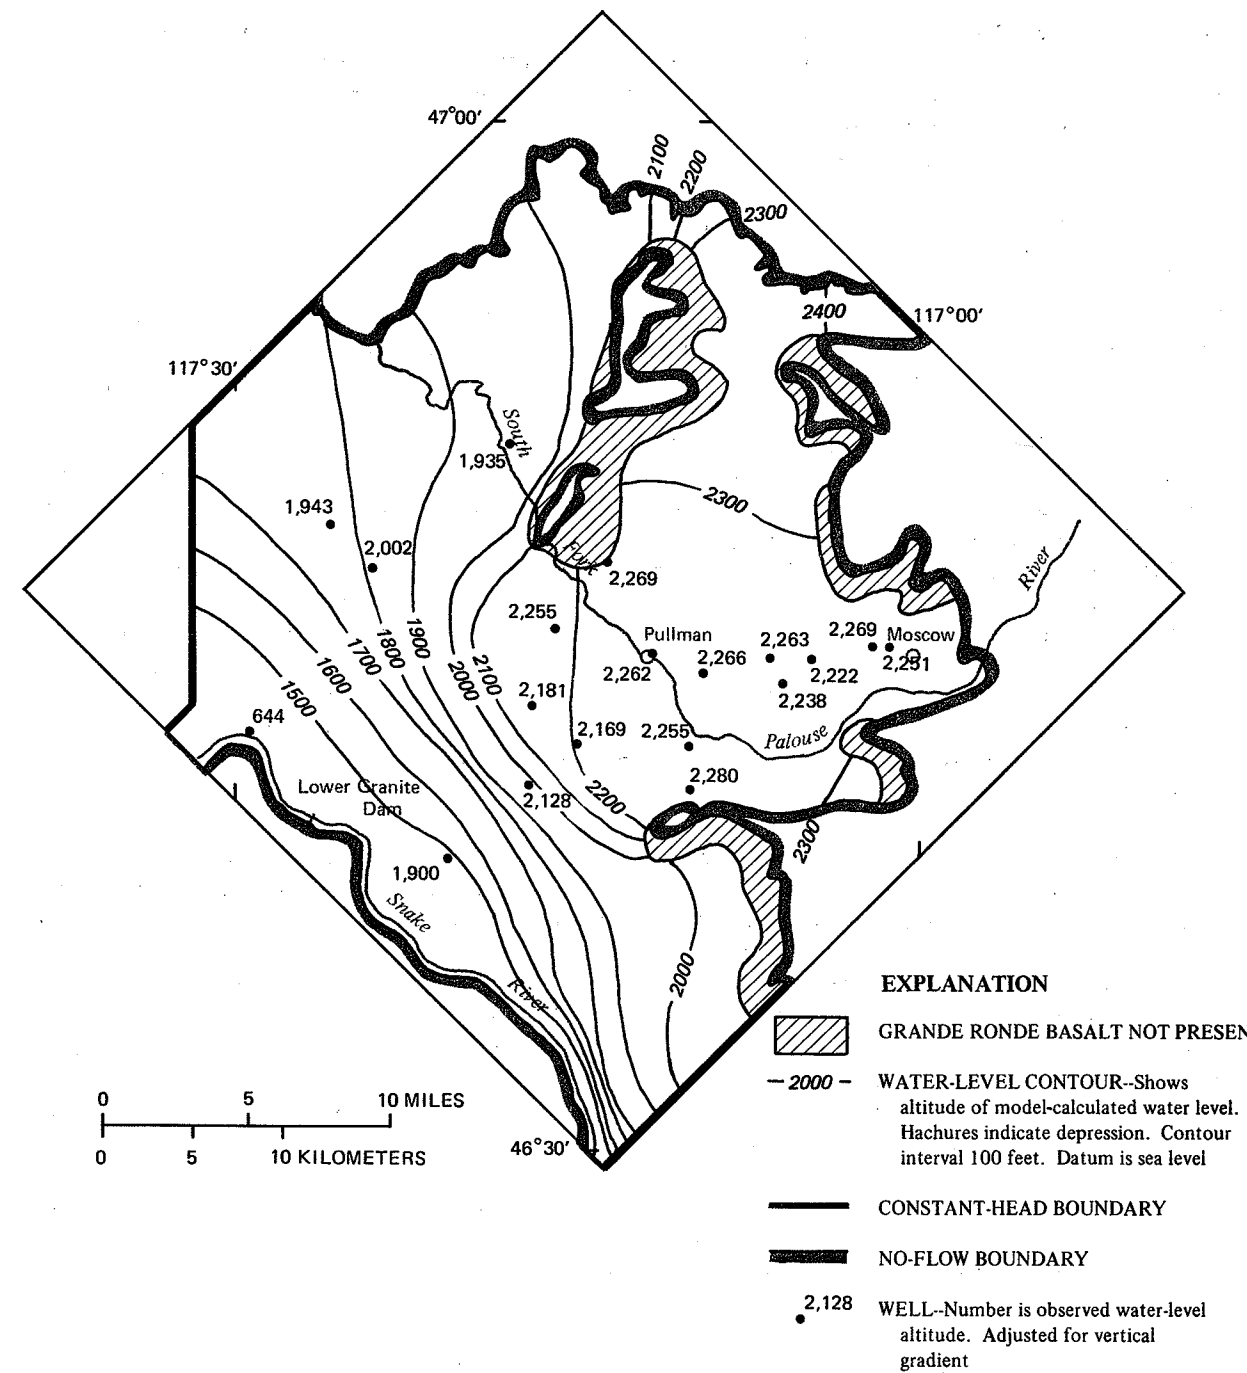 47°00'
2100
2200
2300
2400
117°00'
117°30'
South
1,935
1,943
2,002
2300
Fork
2,269
River
2,255
Pullman
2,263
2,269
Moscow
2,262
2,266
2,222
2,251
2,238
1900
1800
1700
1600
1500
2100
2000
2,181
644
2,169
2,255
Palouse
Lower Granite
Dam
2,128
2200
2,280
2300
1,900
Snake
River
2000
EXPLANATION
GRANDE RONDE BASALT NOT PRESEN
2000
WATER-LEVEL CONTOUR--Shows
altitude of model-calculated water level.
Hachures indicate depression. Contour
interval 100 feet. Datum is sea level
0 5 10 MILES
0 5 10 KILOMETERS
46°30'
CONSTANT-HEAD BOUNDARY
NO-FLOW BOUNDARY
2,128
WELL--Number is observed water-level
altitude. Adjusted for vertical
gradient